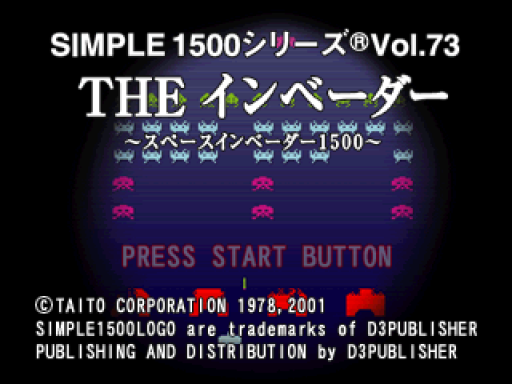 SIMPLE 1500シリーズ®Vol.73
THE インベーダー
～スペースインベーダー1500～
PRESS START BUTTON
©TAITO CORPORATION 1978,2001
SIMPLE1500LOGO are trademarks of D3PUBLISHER
PUBLISHING AND DISTRIBUTION by D3PUBLISHER